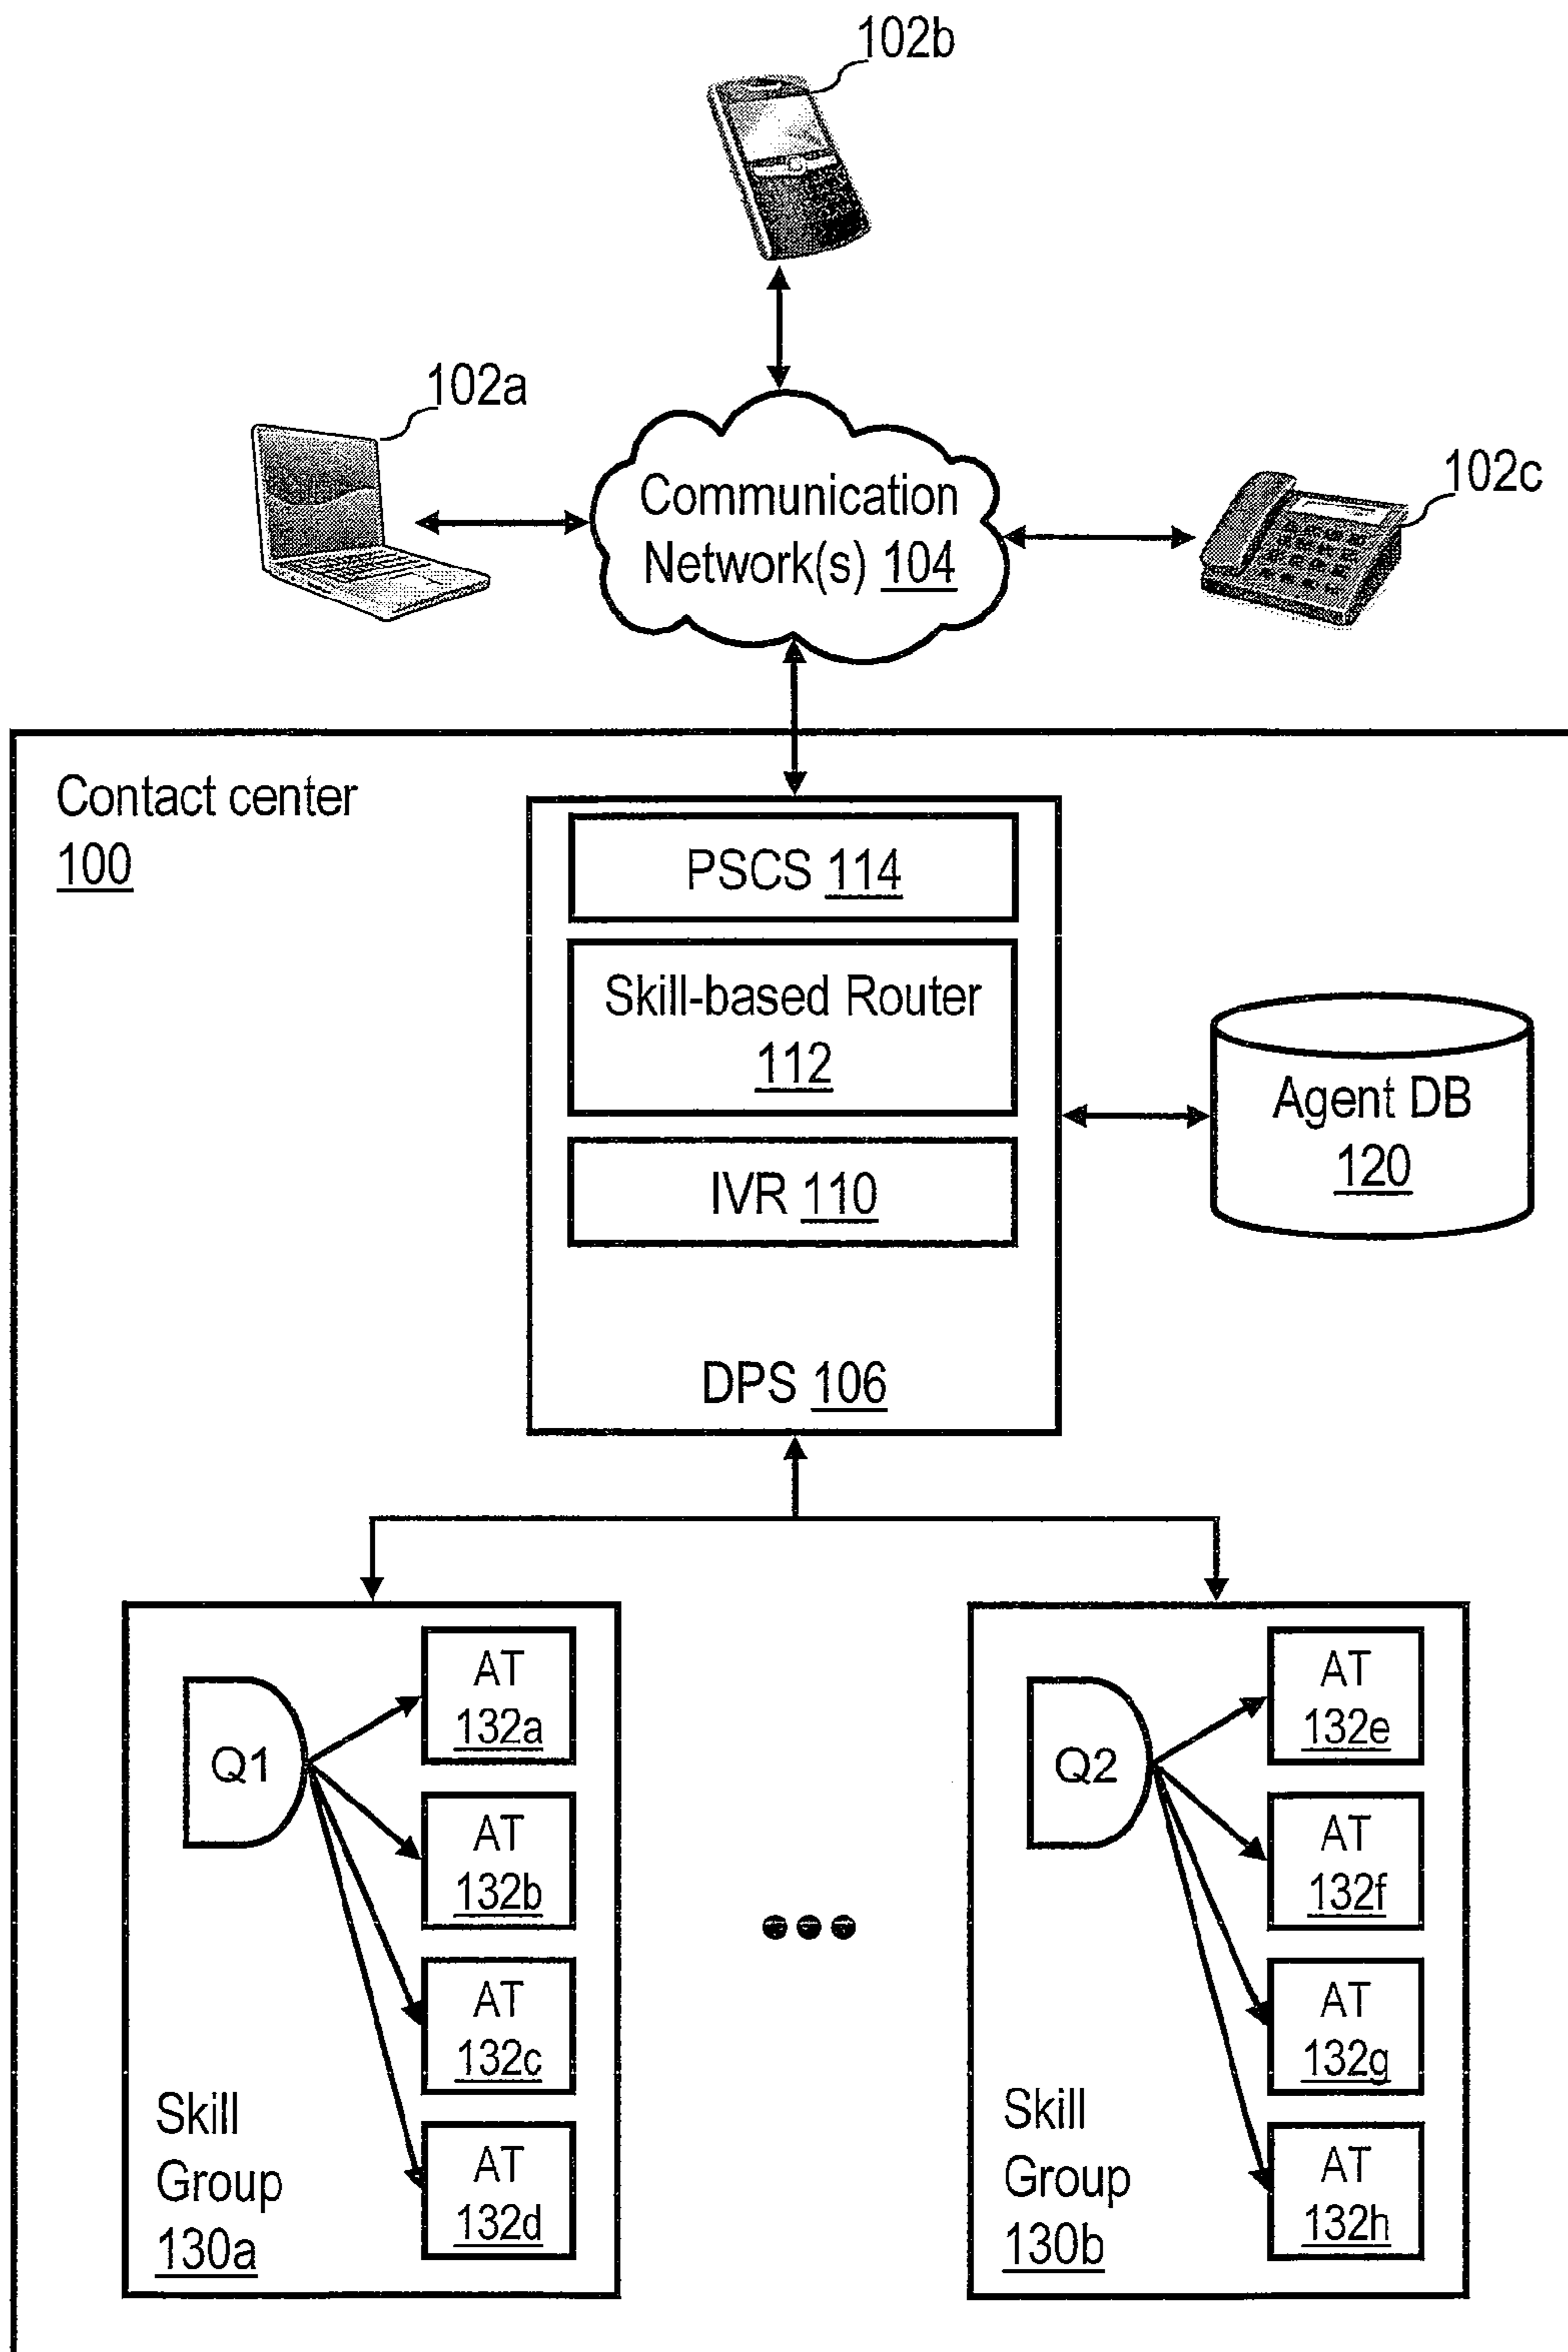 102b
102a
102c
Communication
Network(s) 104
Contact center
100
PSCS 114
Skill-based Router
112
IVR 110
DPS 106
Agent DB
120
Q1
AT
132a
AT
132b
AT
132c
AT
132d
Skill
Group
130a
Q2
AT
132e
AT
132f
AT
132g
AT
132h
Skill
Group
130b